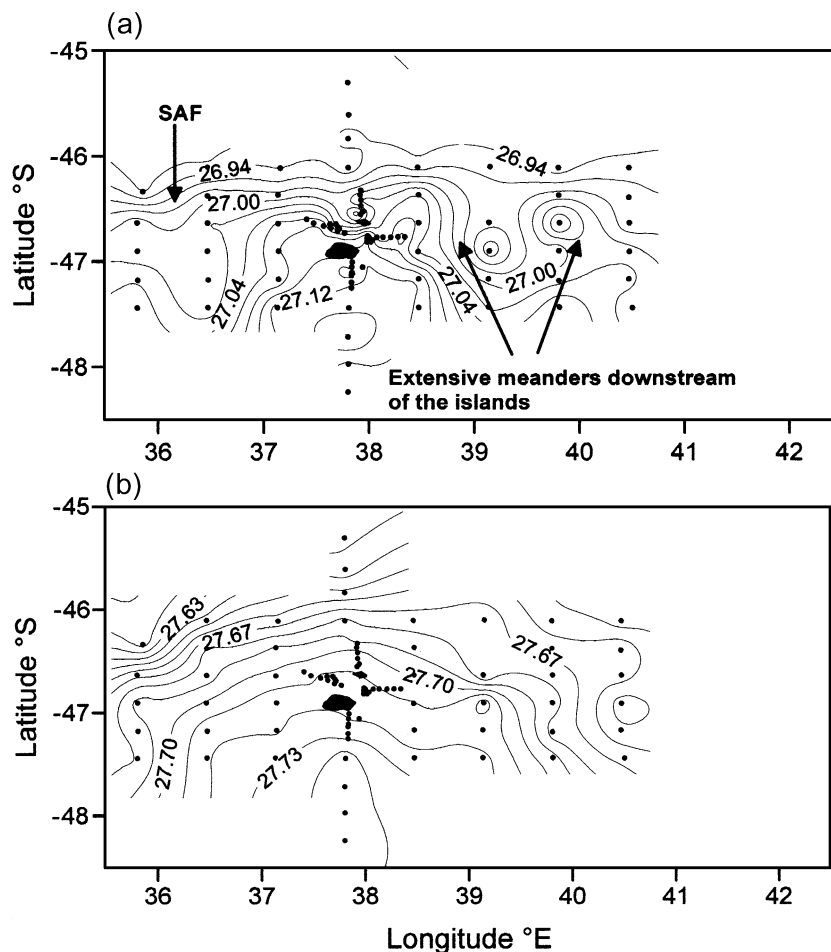 (a)
-45
SAF
-46
26.94
26.94
27.00
Latitude °S
-47
27.00
27.04
27.12
27.04
-48
Extensive meanders downstream
of the islands
36 37 38 39 40 41 42
(b)
-45
-46
27.63
27.67
27.67
Latitude °S
27.70
-47
27.70
27.73
-48
36 37 38 39 40 41 42
Longitude °E